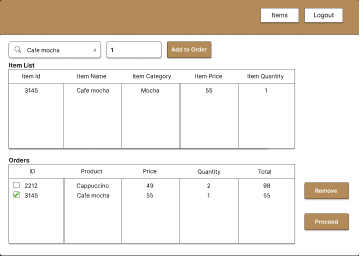 Items Logout
Cafe mocha x 1 Add to Order
Item List
Item Id Item Name Item Category Item Price Item Quantity
3145 Cafe mocha Mocha 55 1
Orders
ID Product Price Quantity Total
2212 Cappuccino 49 2 98
3145 Cafe mocha 55 1 55
Remove
Proceed